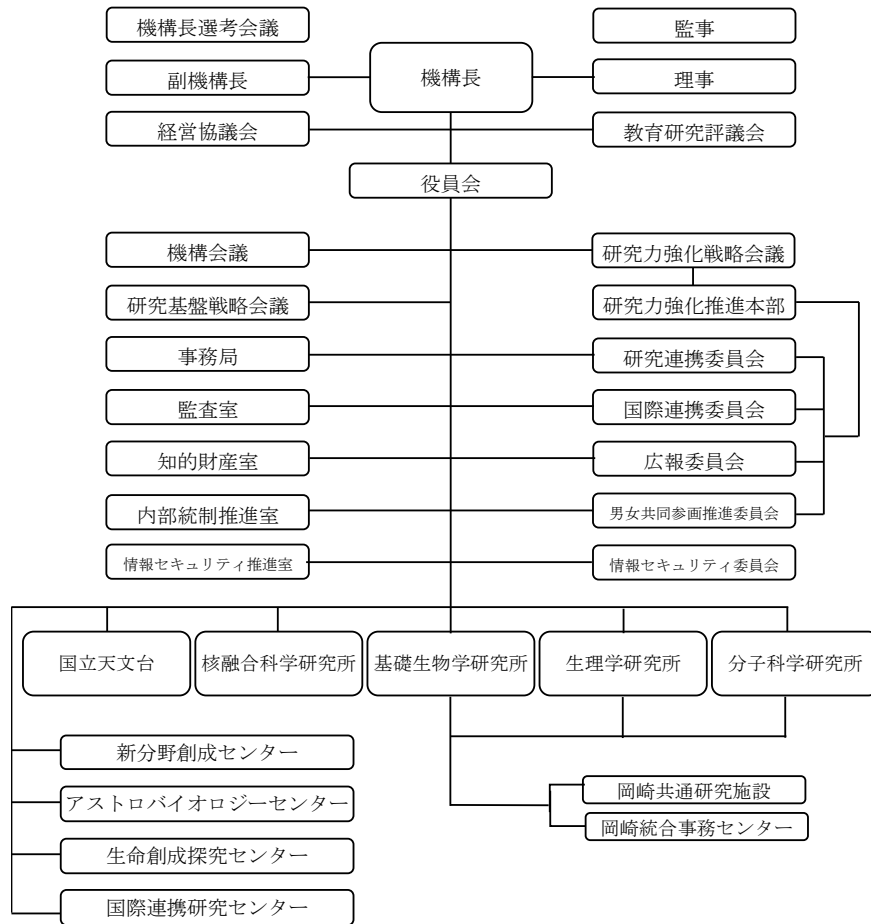 機構長選考会議
監事
副機構長
機構長
理事
経営協議会
教育研究評議会
役員会
機構会議
研究力強化戦略会議
研究基盤戦略会議
研究力強化推進本部
事務局
研究連携委員会
監査室
国際連携委員会
知的財産室
広報委員会
内部統制推進室
男女共同参画推進委員会
情報セキュリティ推進室
情報セキュリティ委員会
国立天文台
核融合科学研究所
基礎生物学研究所
生理学研究所
分子科学研究所
新分野創成センター
アストロバイオロジーセンター
生命創成探究センター
国際連携研究センター
岡崎共通研究施設
岡崎統合事務センター